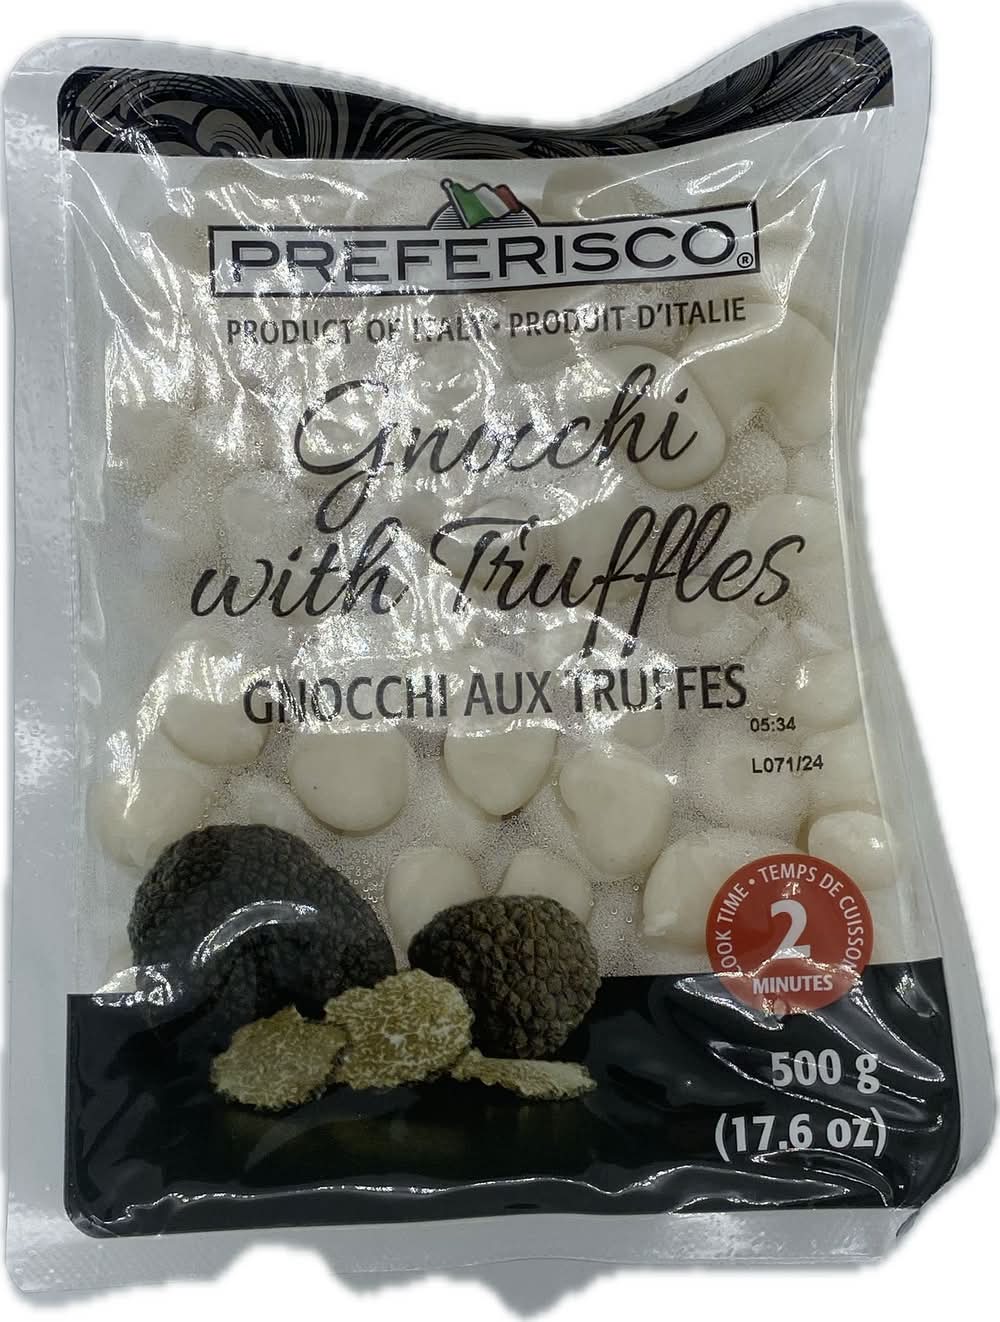 PREFERISCO®
PRODUCT OF ITALY • PRODUIT D'ITALIE
Gnocchi
with Truffles
GNOCCHI AUX TRUFFES
05:34
L071/24
COOK TIME • TEMPS DE CUISSON
2
MINUTES
500 g
(17.6 oz)